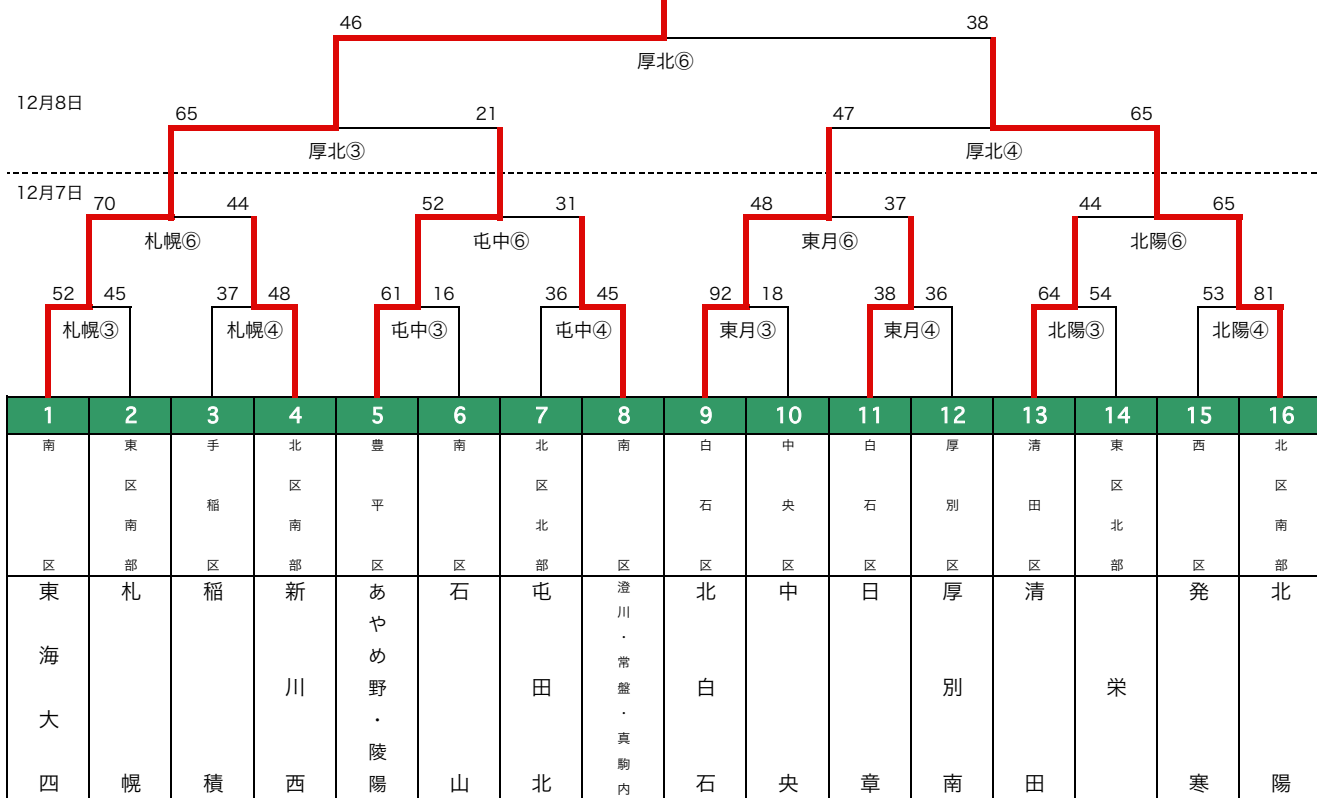 46 38
厚北⑥
12月8日
65 21 47 65
厚北③ 厚北④
12月7日
70 44 52 31 48 37 44 65
札幌⑥ 屯中⑥ 東月⑥ 北陽⑥
52 45 37 48 61 16 36 45 92 18 38 36 64 54 53 81
札幌③ 札幌④ 屯中③ 屯中④ 東月③ 東月④ 北陽③ 北陽④
1 2 3 4 5 6 7 8 9 10 11 12 13 14 15 16
南区 東区南部 手稲区 北区南部 豊平区 南区 北区北部 南区 白石区 中央区 白石区 厚別区 清田区 東区北部 西区 北区南部
東海大四 札幌 稲積 新川西 あやめ野・陵陽 石山 屯田北 澄川・常盤・真駒内 北白石 中央 日章 厚別南 清田 栄 発寒 北陽